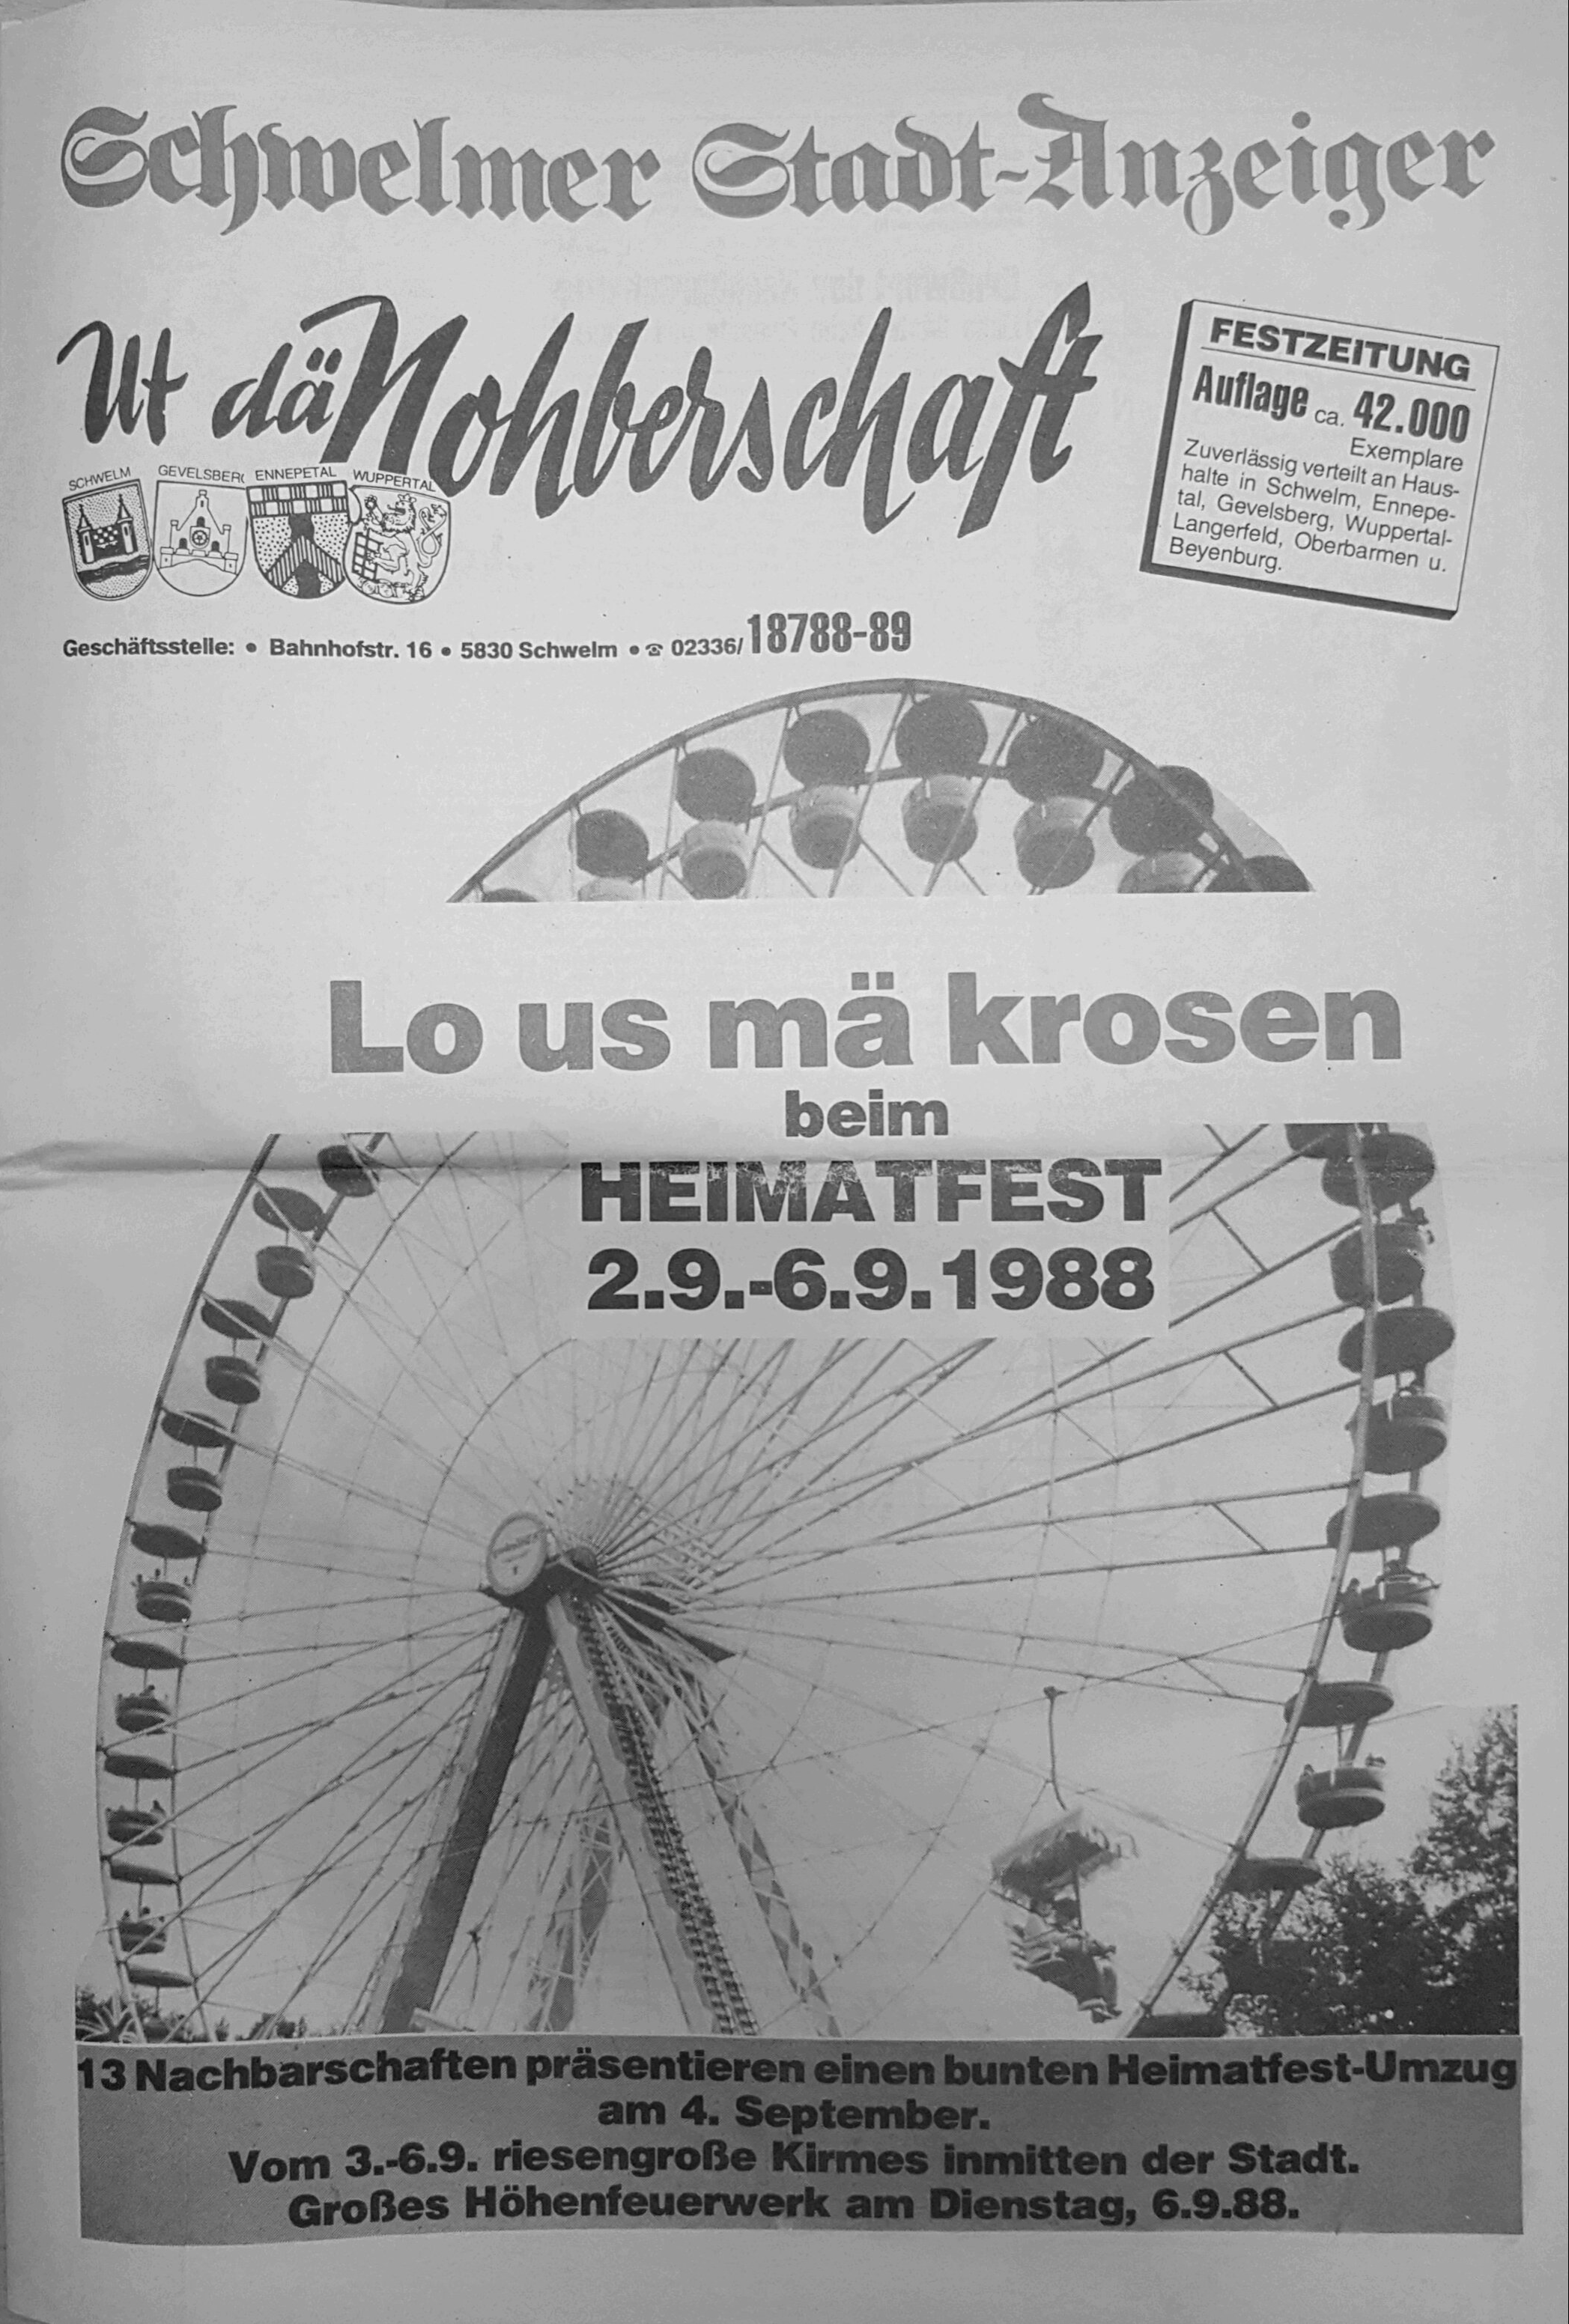 Schwelmer Stadt-Anzeiger
Ut dä Nohberschaft
SCHWELM GEVELSBERG ENNEPETAL WUPPERTAL
FESTZEITUNG
Auflage ca. 42.000
Exemplare
Zuverlässig verteilt an Haus-
halte in Schwelm, Ennepe-
tal, Gevelsberg, Wuppertal-
Langerfeld, Oberbarmen u.
Beyenburg.
Geschäftsstelle: • Bahnhofstr. 16 • 5830 Schwelm • ☎ 02336/18788-89
Lo us mä krosen
beim
HEIMATFEST
2.9.-6.9.1988
13 Nachbarschaften präsentieren einen bunten Heimatfest-Umzug
am 4. September.
Vom 3.-6.9. riesengroße Kirmes inmitten der Stadt.
Großes Höhenfeuerwerk am Dienstag, 6.9.88.